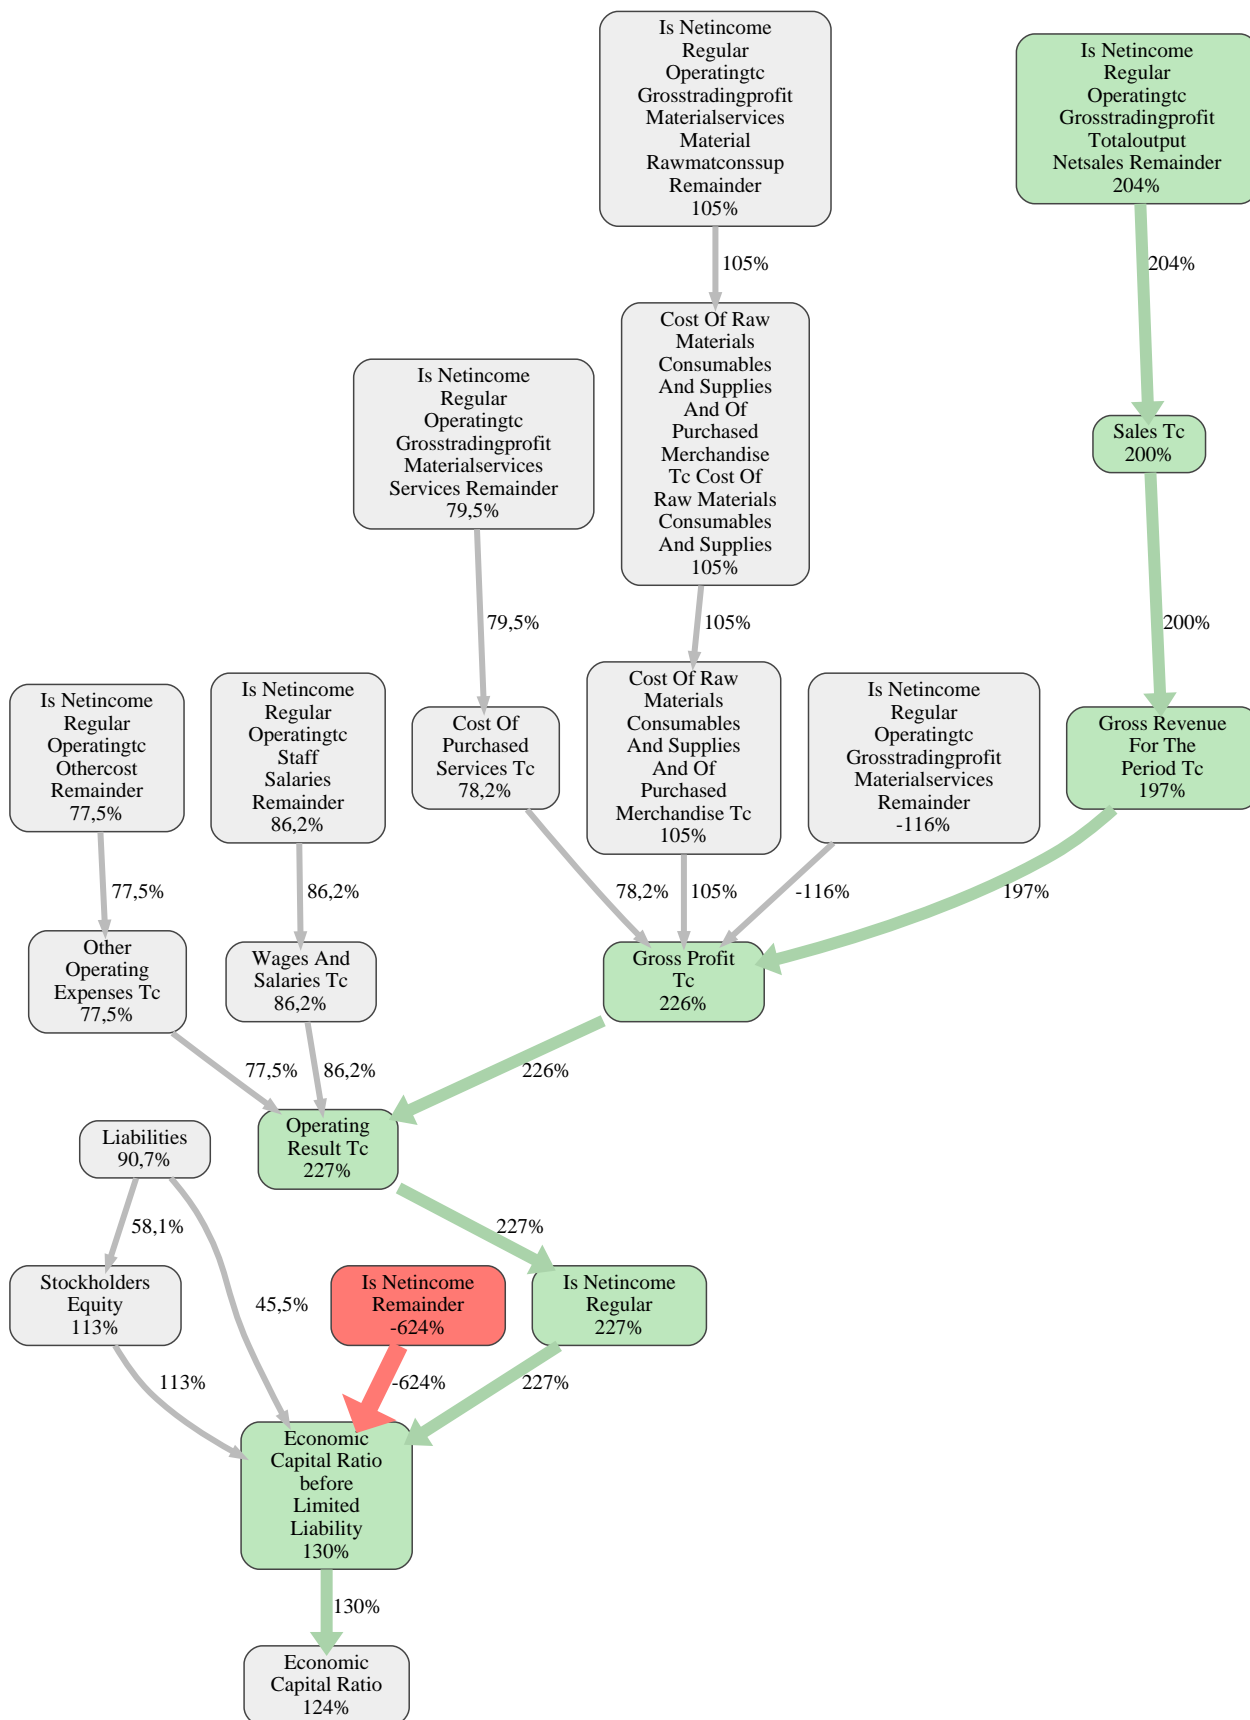 Is Netincome
Regular
Operatingtc
Grosstradingprofit
Materialservices
Material
Rawmatconssup
Remainder
105%
Is Netincome
Regular
Operatingtc
Grosstradingprofit
Totaloutput
Netsales Remainder
204%
105%
204%
Cost Of Raw
Materials
Consumables
And Supplies
And Of
Purchased
Merchandise
Tc Cost Of
Raw Materials
Consumables
And Supplies
105%
Is Netincome
Regular
Operatingtc
Grosstradingprofit
Materialservices
Services Remainder
79,5%
Sales Tc
200%
79,5%
105%
200%
Is Netincome
Regular
Operatingtc
Othercost
Remainder
77,5%
Is Netincome
Regular
Operatingtc
Staff
Salaries
Remainder
86,2%
Cost Of
Purchased
Services Tc
78,2%
Cost Of Raw
Materials
Consumables
And Supplies
And Of
Purchased
Merchandise Tc
105%
Is Netincome
Regular
Operatingtc
Grosstradingprofit
Materialservices
Remainder
-116%
Gross Revenue
For The
Period Tc
197%
77,5%
86,2%
78,2%
105%
-116%
197%
Other
Operating
Expenses Tc
77,5%
Wages And
Salaries Tc
86,2%
Gross Profit
Tc
226%
77,5%
86,2%
226%
Liabilities
90,7%
Operating
Result Tc
227%
58,1%
227%
Stockholders
Equity
113%
45,5%
Is Netincome
Remainder
-624%
Is Netincome
Regular
227%
113%
-624%
227%
Economic
Capital Ratio
before
Limited
Liability
130%
130%
Economic
Capital Ratio
124%